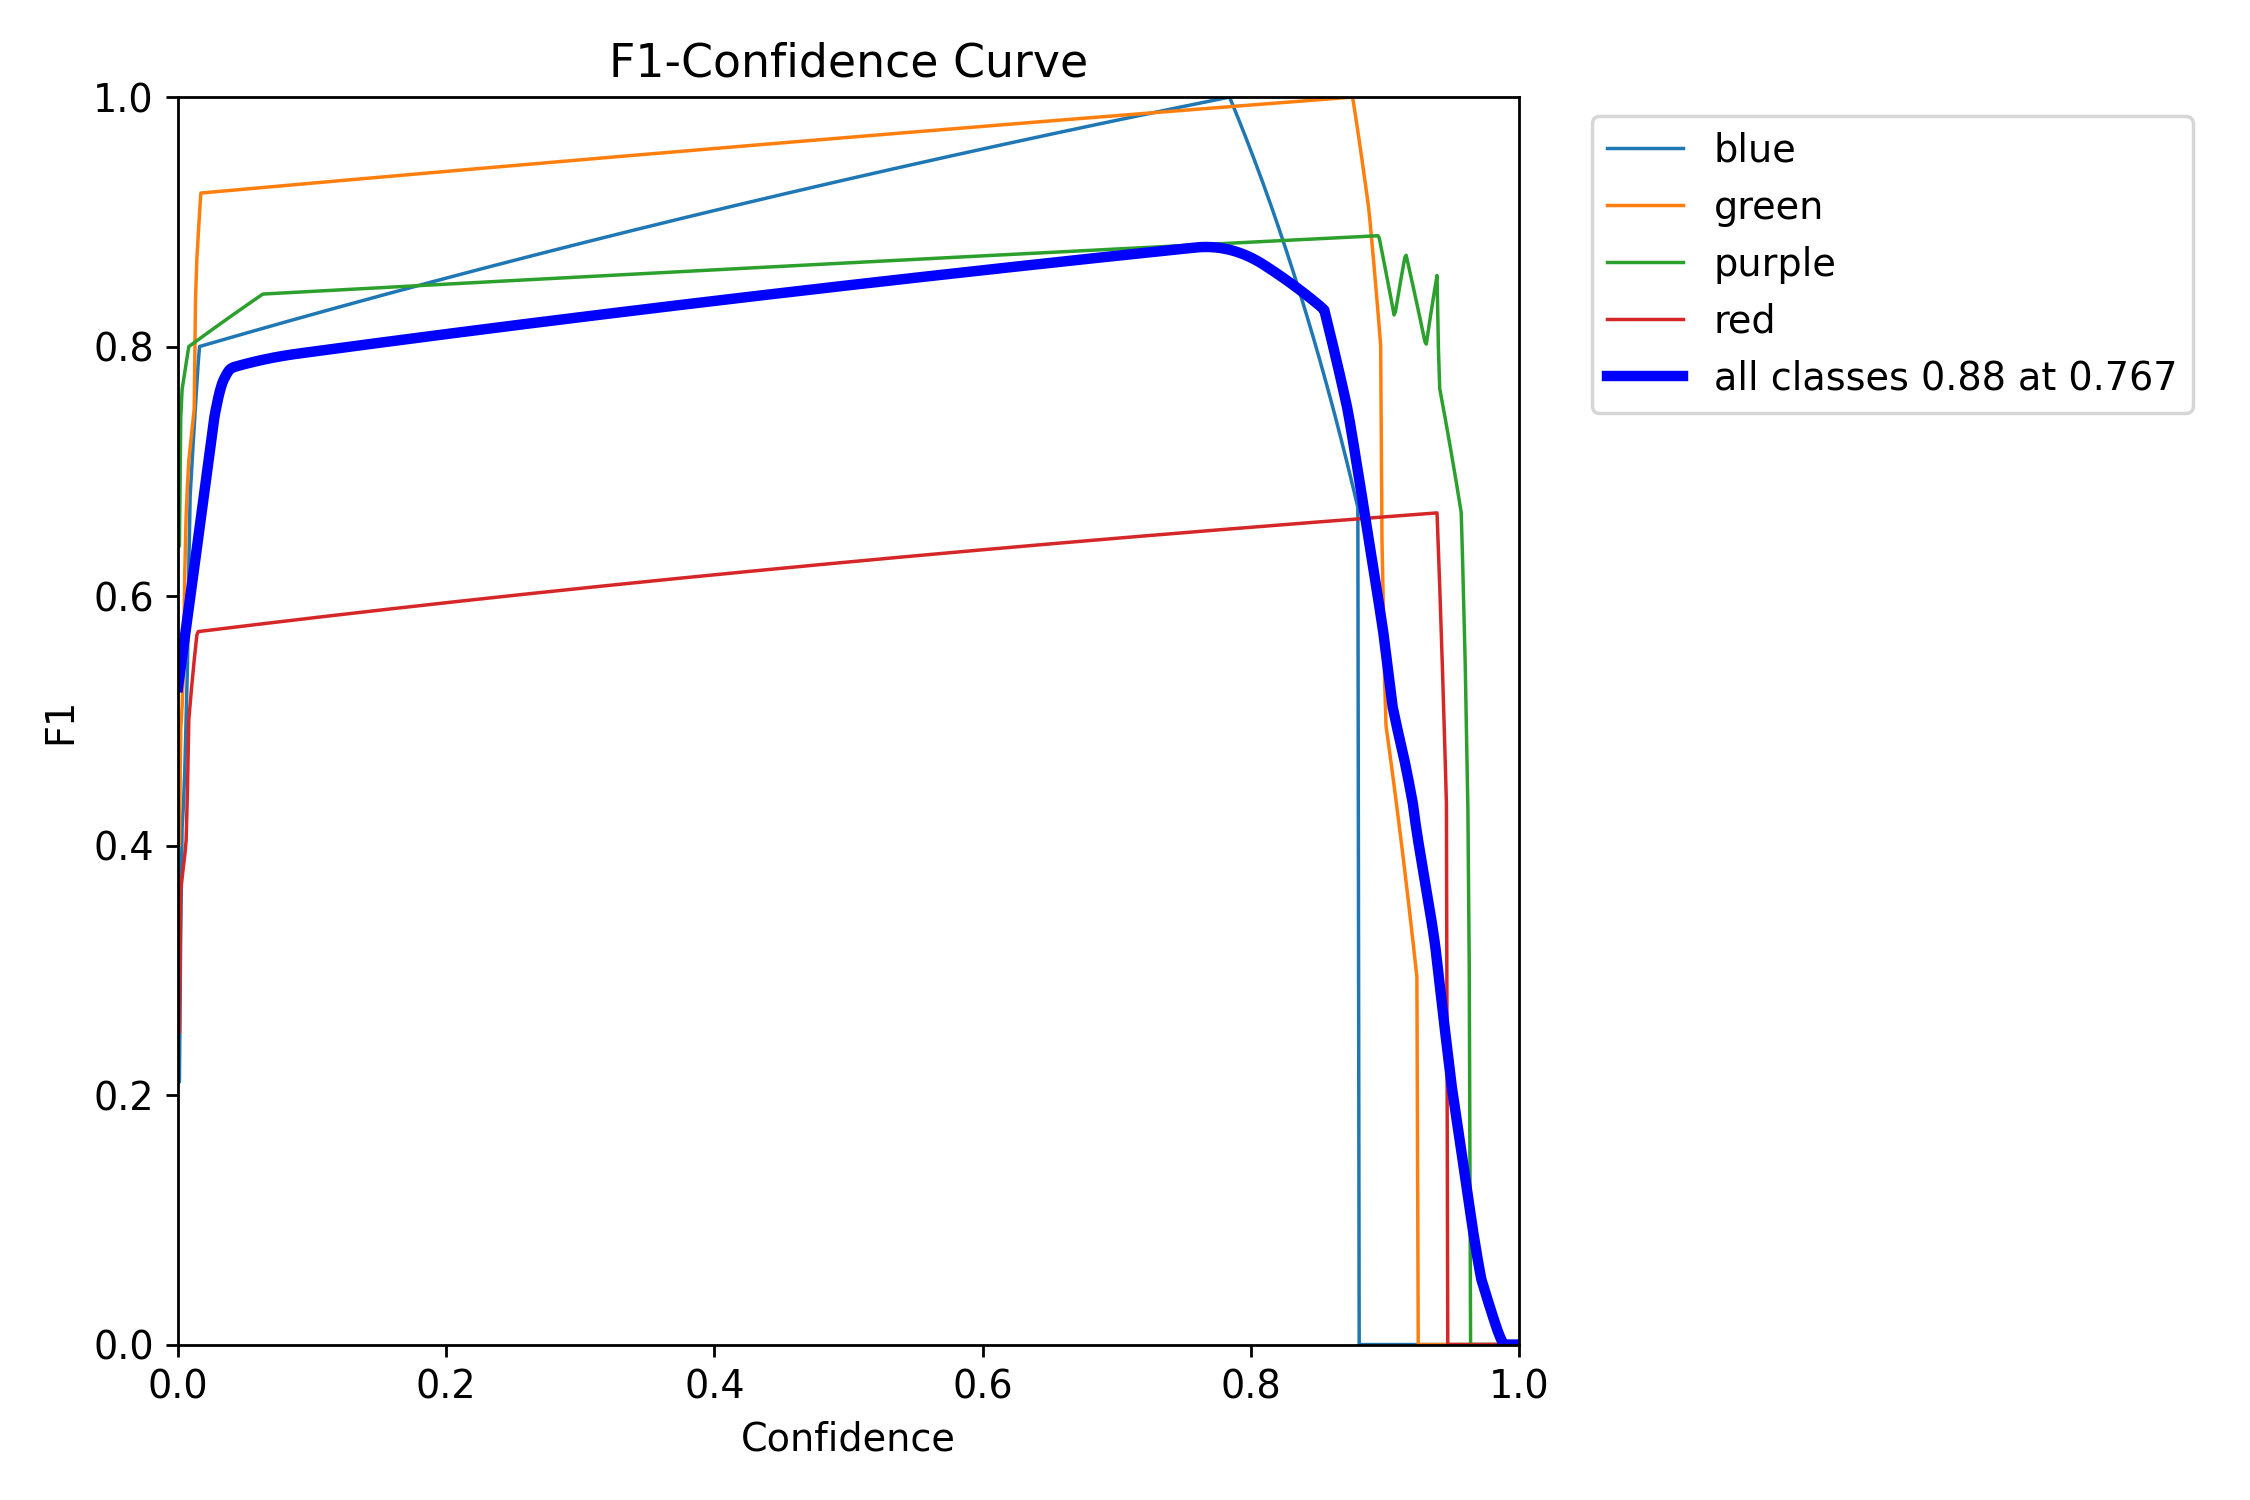 F1-Confidence Curve
1.0
0.8
0.6
0.4
0.2
0.0
F1
0.0 0.2 0.4 0.6 0.8 1.0
Confidence
blue
green
purple
red
all classes 0.88 at 0.767